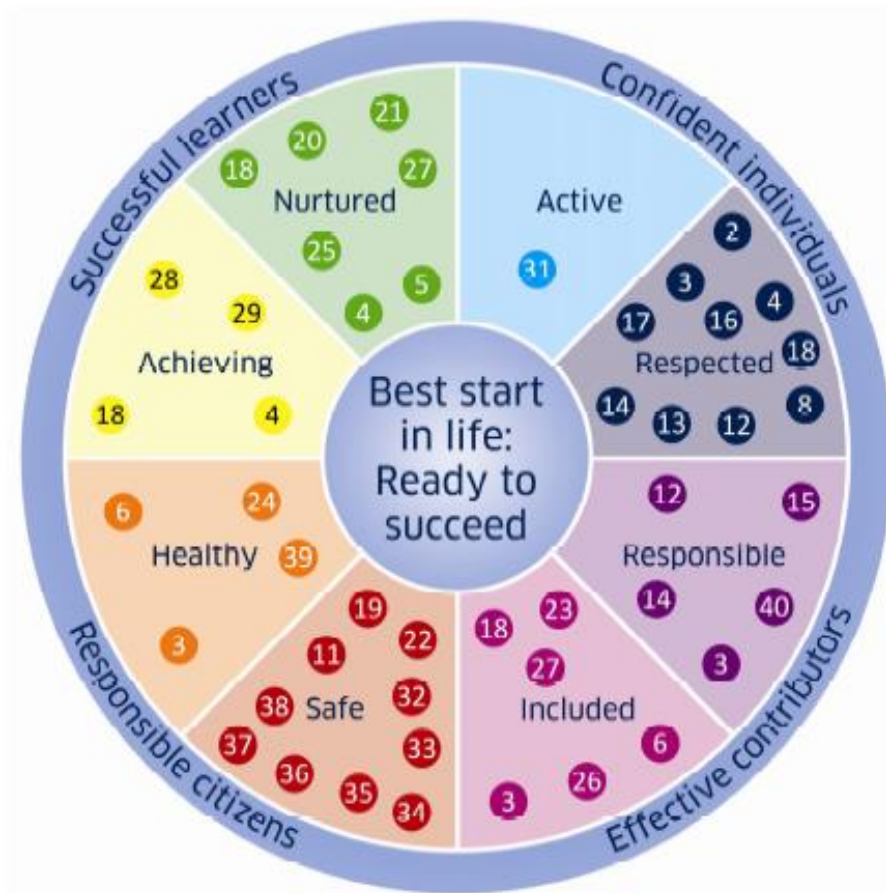 Successful learners
Confident individuals
Effective contributors
Responsible citizens
Best start
in life:
Ready to
succeed
Nurtured
18
20
21
27
25
5
4
Active
31
Respected
2
3
4
17
16
18
14
13
12
8
Responsible
12
15
14
40
3
Included
18
23
27
6
26
3
Safe
19
11
22
38
32
37
33
36
35
34
Healthy
6
24
39
3
Achieving
28
29
18
4